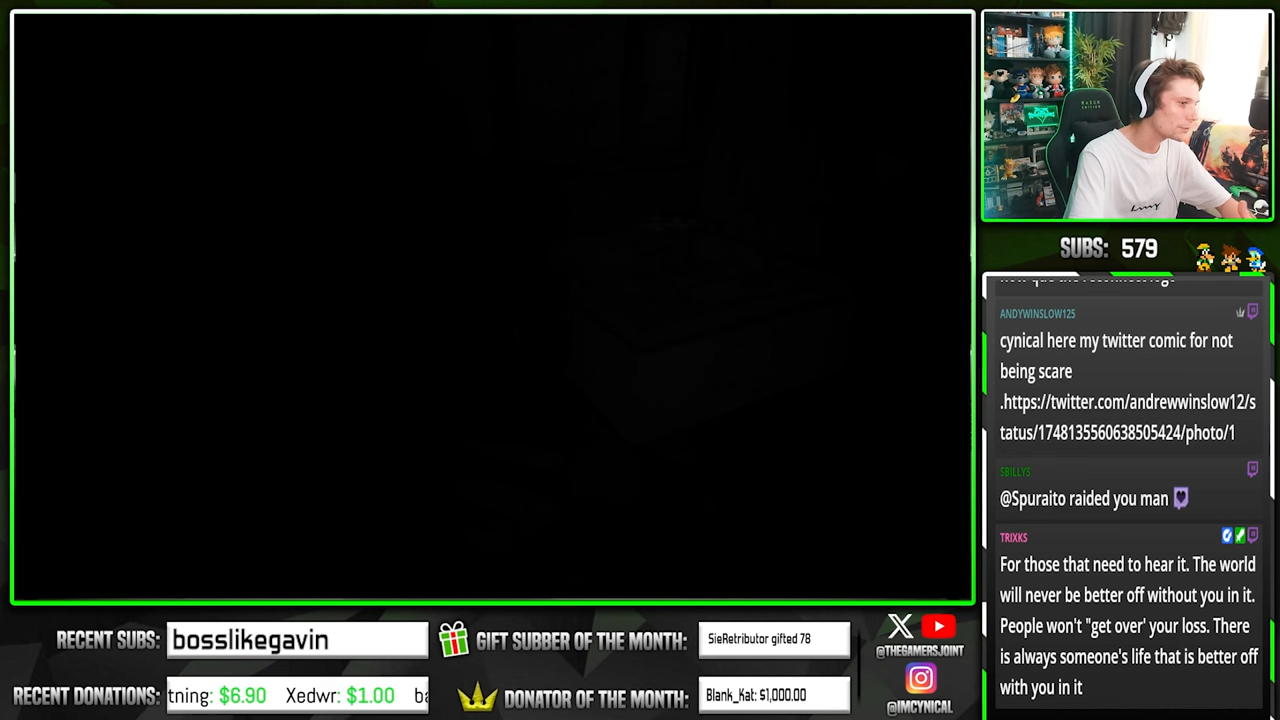 SUBS: 579
ANDYWINSLOW125
cynical here my twitter comic for not
being scare
.https://twitter.com/andrewwinslow12/s
tatus/1748135560638505424/photo/1
SBILLYS
@Spuraito raided you man
TRIXKS
For those that need to hear it. The world
will never be better off without you in it.
People won't "get over' your loss. There
is always someone's life that is better off
with you in it
RECENT SUBS: bosslikegavin
GIFT SUBBER OF THE MONTH: SieRetributor gifted 78
@THEGAMERSJOINT
RECENT DONATIONS: tning: $6.90 Xedwr: $1.00 ba
DONATOR OF THE MONTH: Blank_Kat: $1,000.00
@IMCYNICAL